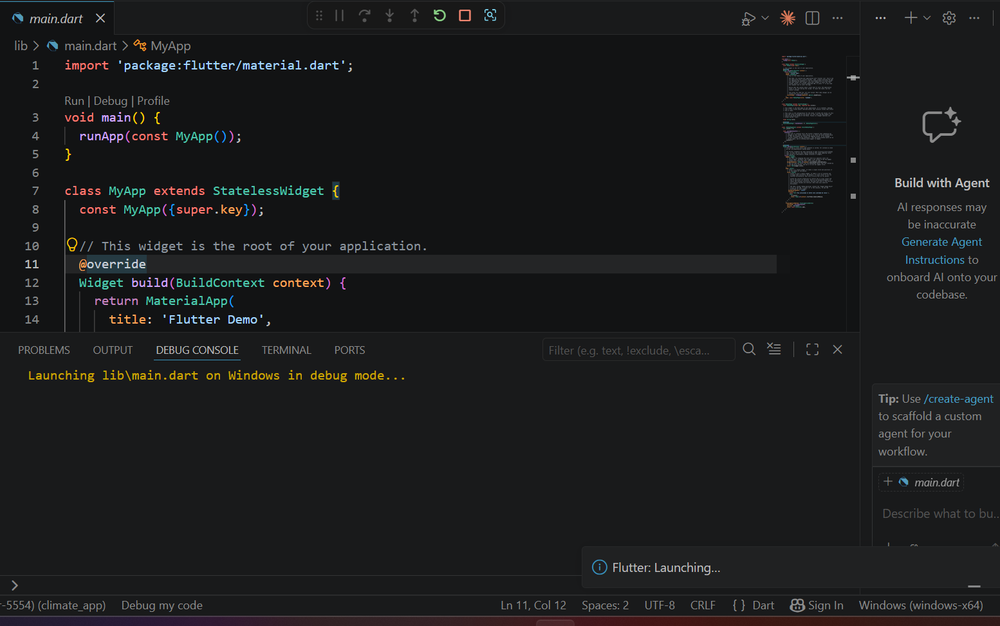 main.dart
lib > main.dart > MyApp
1 import 'package:flutter/material.dart';
2
Run | Debug | Profile
3 void main() {
4 runApp(const MyApp());
5 }
6
7 class MyApp extends StatelessWidget {
8 const MyApp({super.key});
9
10 // This widget is the root of your application.
11 @override
12 Widget build(BuildContext context) {
13 return MaterialApp(
14 title: 'Flutter Demo',
PROBLEMS OUTPUT DEBUG CONSOLE TERMINAL PORTS
Filter (e.g. text, !exclude, \esca...
Launching lib\main.dart on Windows in debug mode...
Build with Agent
AI responses may
be inaccurate
Generate Agent
Instructions to
onboard AI onto your
codebase.
Tip: Use /create-agent
to scaffold a custom
agent for your
workflow.
main.dart
Describe what to bu...
Flutter: Launching...
r-5554) (climate_app) Debug my code Ln 11, Col 12 Spaces: 2 UTF-8 CRLF { } Dart Sign In Windows (windows-x64)